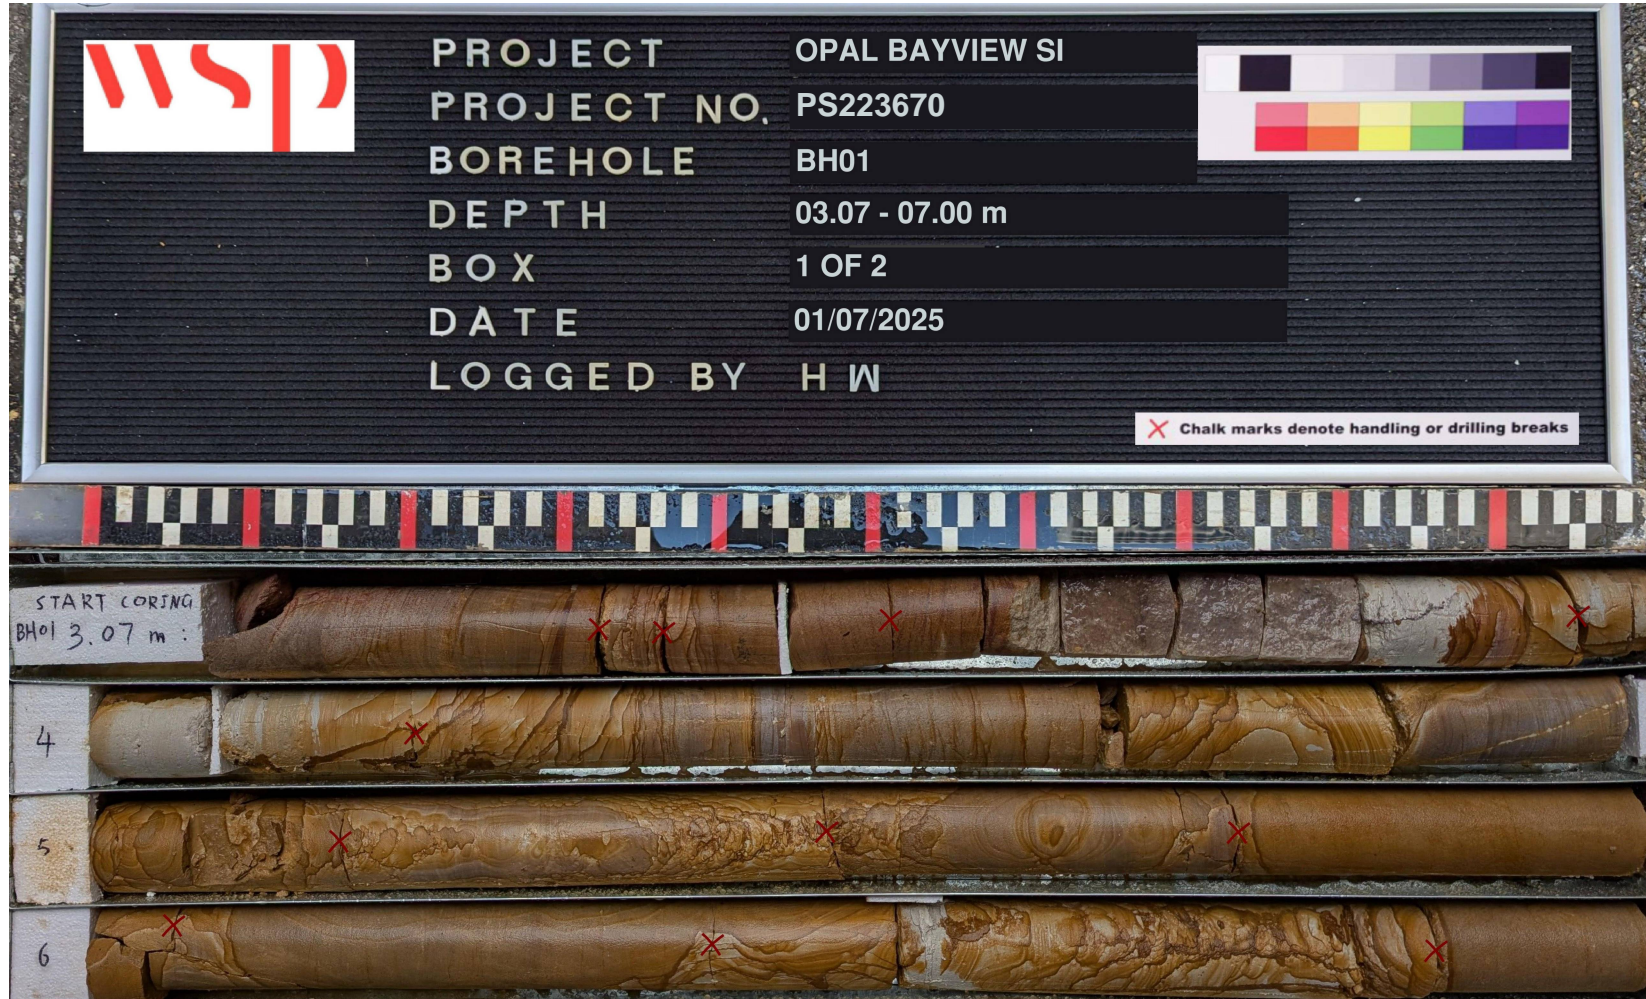 wsp
PROJECT OPAL BAYVIEW SI
PROJECT NO. PS223670
BOREHOLE BH01
DEPTH 03.07 - 07.00 m
BOX 1 OF 2
DATE 01/07/2025
LOGGED BY HW
X Chalk marks denote handling or drilling breaks
START CORING
BH01 3.07 m :
4
5
6